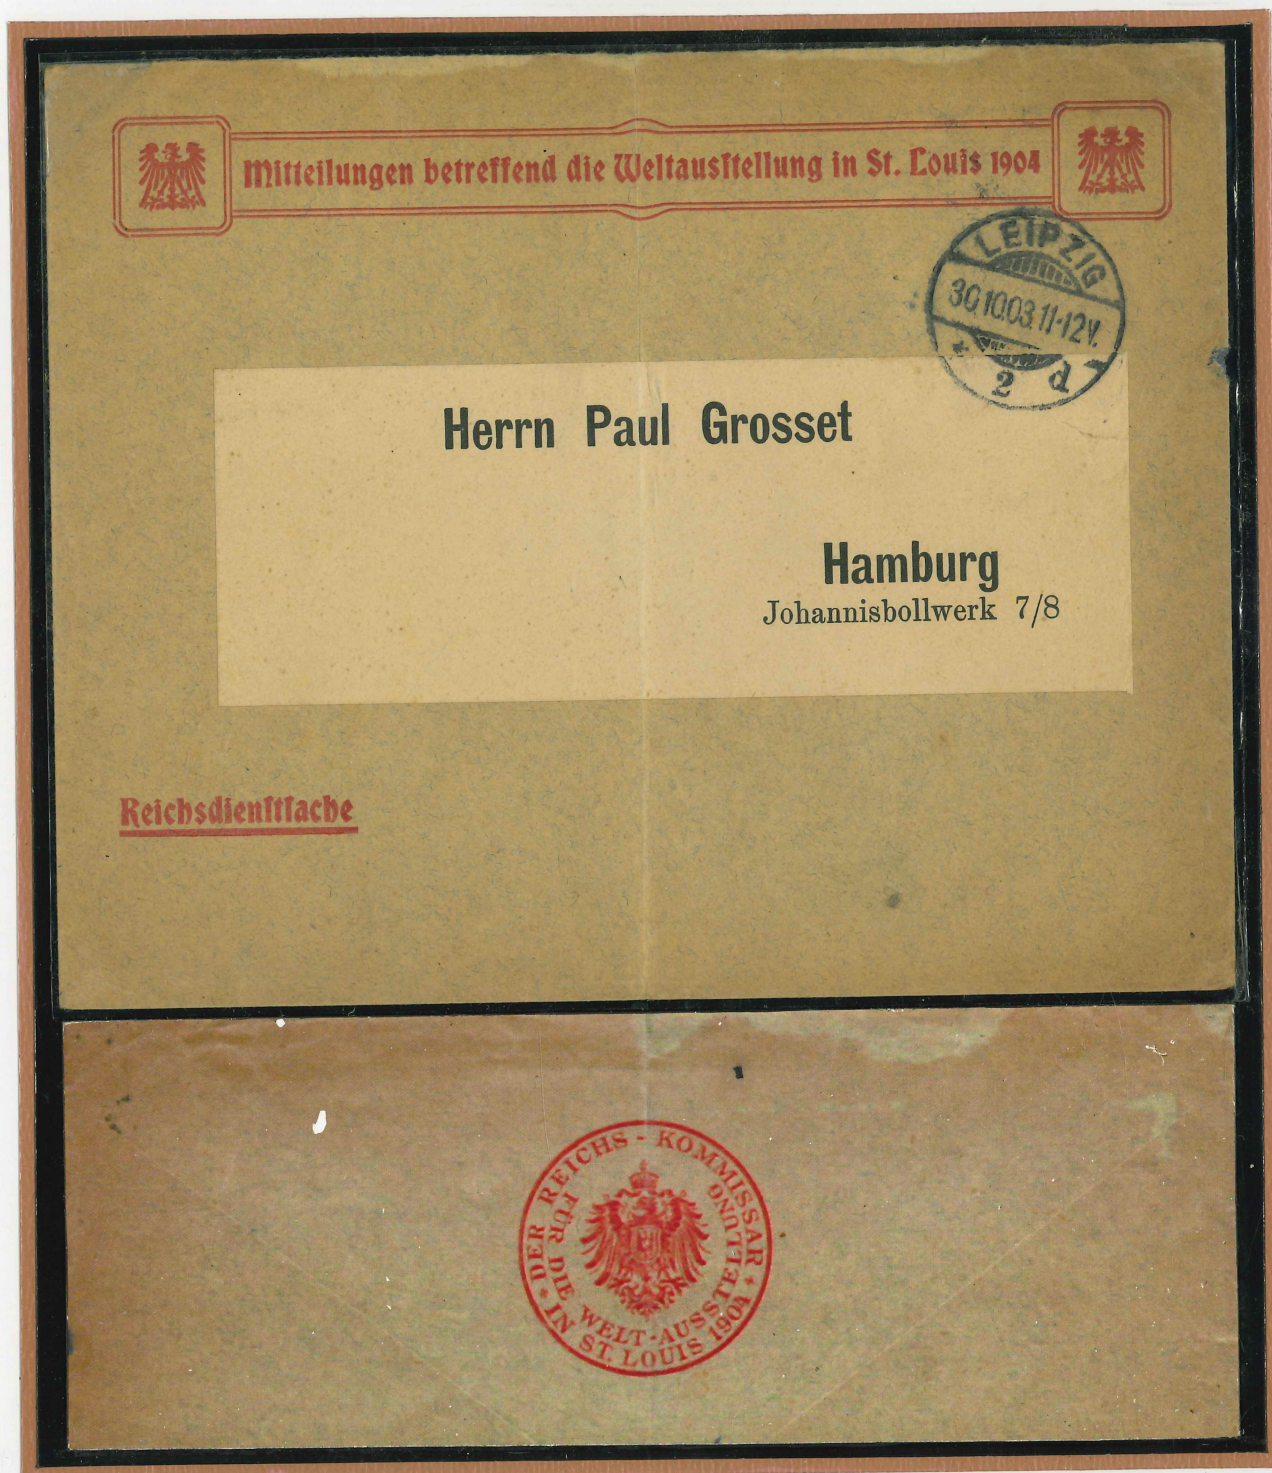 Mitteilungen betreffend die Weltausſtellung in St. Louis 1904
LEIPZIG
30.10.03.11-12V.
* 2 d
Herrn Paul Grosset
Hamburg
Johannisbollwerk 7/8
Reichsdienſtſache
DER REICHS - KOMMISSAR
FÜR DIE WELT-AUSSTELLUNG
IN ST. LOUIS 1904